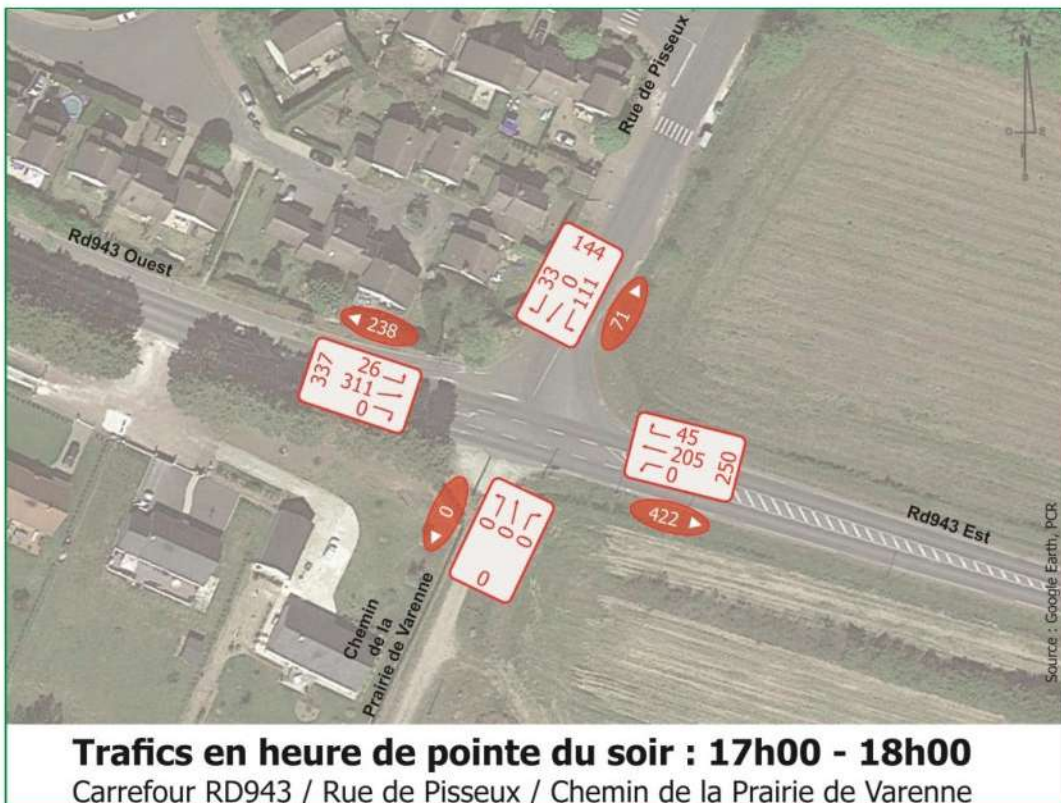 N
O
E
S
Rue de Pisseux
Rd943 Ouest
144
33 0 111
71
238
337
26
311
0
45
205
0
250
422
Rd943 Est
0
0 0 0
0
Chemin
de la
Prairie de Varenne
Source : Google Earth, PCR
Trafics en heure de pointe du soir : 17h00 - 18h00
Carrefour RD943 / Rue de Pisseux / Chemin de la Prairie de Varenne